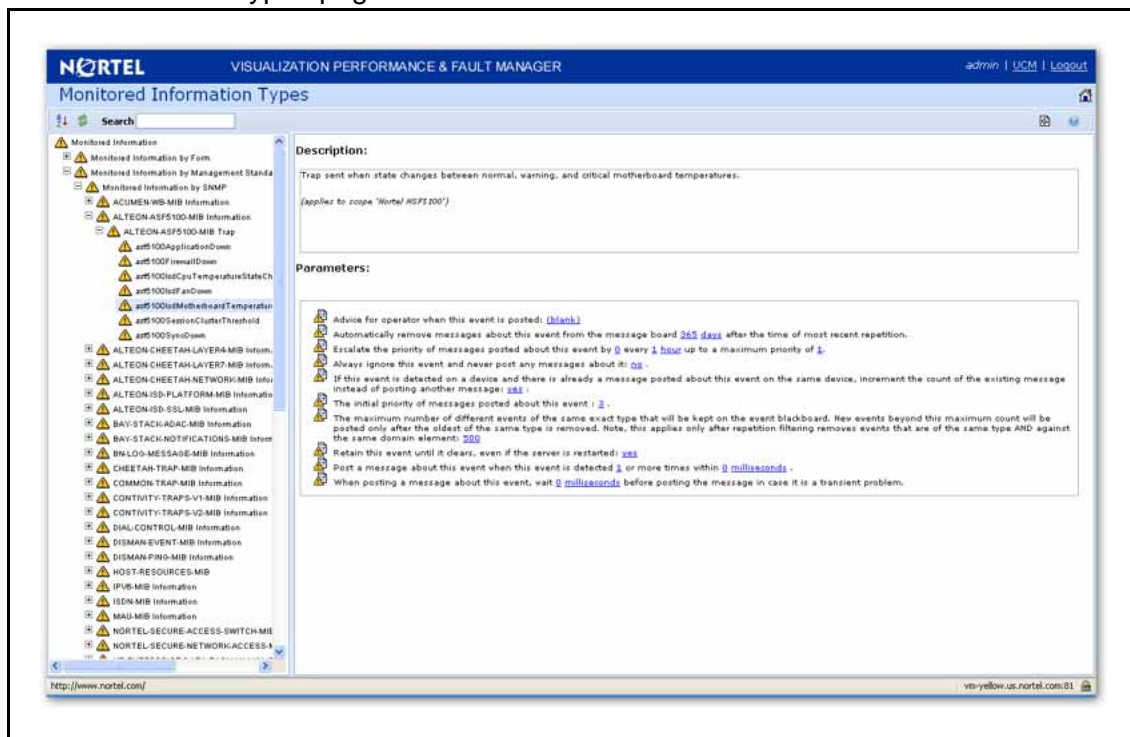 NORTEL VISUALIZATION PERFORMANCE & FAULT MANAGER admin | UCM | Logout
Monitored Information Types
Search
Monitored Information
Monitored Information by Form
Monitored Information by Management Standa
Monitored Information by SNMP
ACUMEN-WB-MIB Information
ALTEON-ASF5100-MIB Information
ALTEON-ASF5100-MIB Trap
asf5100ApplicationDown
asf5100FirewallDown
asf5100IsdCpuTemperatureStateCh
asf5100IsdFanDown
asf5100IsdMotherboardTemperatur
asf5100SessionClusterThreshold
asf5100SyncDown
ALTEON-CHEETAH-LAYER4-MIB Inform.
ALTEON-CHEETAH-LAYER7-MIB Inform.
ALTEON-CHEETAH-NETWORK-MIB Infor
ALTEON-ISD-PLATFORM-MIB Informatio
ALTEON-ISD-SSL-MIB Information
BAY-STACK-ADAC-MIB Information
BAY-STACK-NOTIFICATIONS-MIB Inform
BN-LOG-MESSAGE-MIB Information
CHEETAH-TRAP-MIB Information
COMMON-TRAP-MIB Information
CONTIVITY-TRAPS-V1-MIB Information
CONTIVITY-TRAPS-V2-MIB Information
DIAL-CONTROL-MIB Information
DISMAN-EVENT-MIB Information
DISMAN-PING-MIB Information
HOST-RESOURCES-MIB
IPV6-MIB Information
ISDN-MIB Information
MAU-MIB Information
NORTEL-SECURE-ACCESS-SWITCH-MIE
NORTEL-SECURE-NETWORK-ACCESS-M
Description:
Trap sent when state changes between normal, warning, and critical motherboard temperatures.
(applies to scope "Nortel NSF5100")
Parameters:
Advice for operator when this event is posted: (blank)
Automatically remove messages about this event from the message board 365 days after the time of most recent repetition.
Escalate the priority of messages posted about this event by 0 every 1 hour up to a maximum priority of 1.
Always ignore this event and never post any messages about it: no .
If this event is detected on a device and there is already a message posted about this event on the same device, increment the count of the existing message
instead of posting another message: yes .
The initial priority of messages posted about this event : 3 .
The maximum number of different events of the same exact type that will be kept on the event blackboard. New events beyond this maximum count will be
posted only after the oldest of the same type is removed. Note, this applies only after repetition filtering removes events that are of the same type AND against
the same domain element: 500
Retain this event until it clears, even if the server is restarted: yes
Post a message about this event when this event is detected 1 or more times within 0 milliseconds .
When posting a message about this event, wait 0 milliseconds before posting the message in case it is a transient problem.
http://www.nortel.com/ vm-yellow.us.nortel.com:81